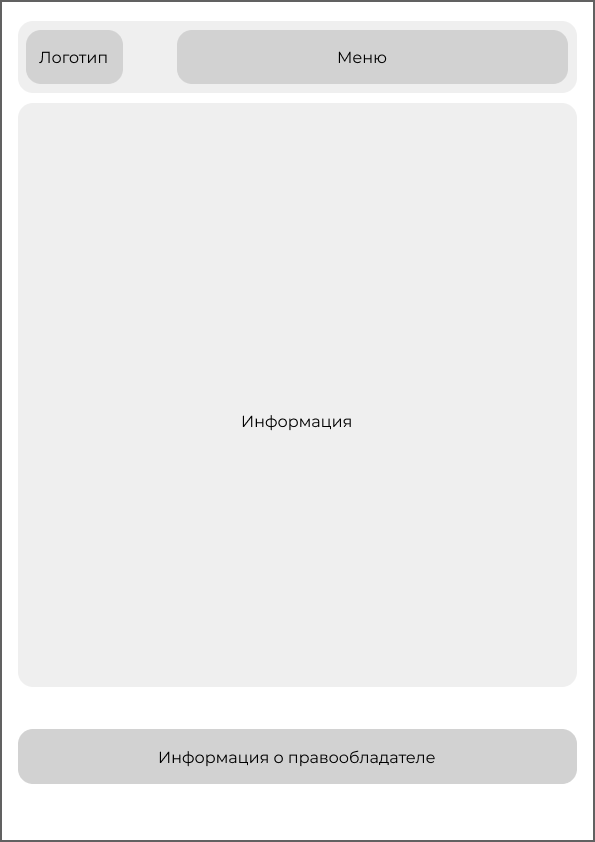 Логотип
Меню
Информация
Информация о правообладателе